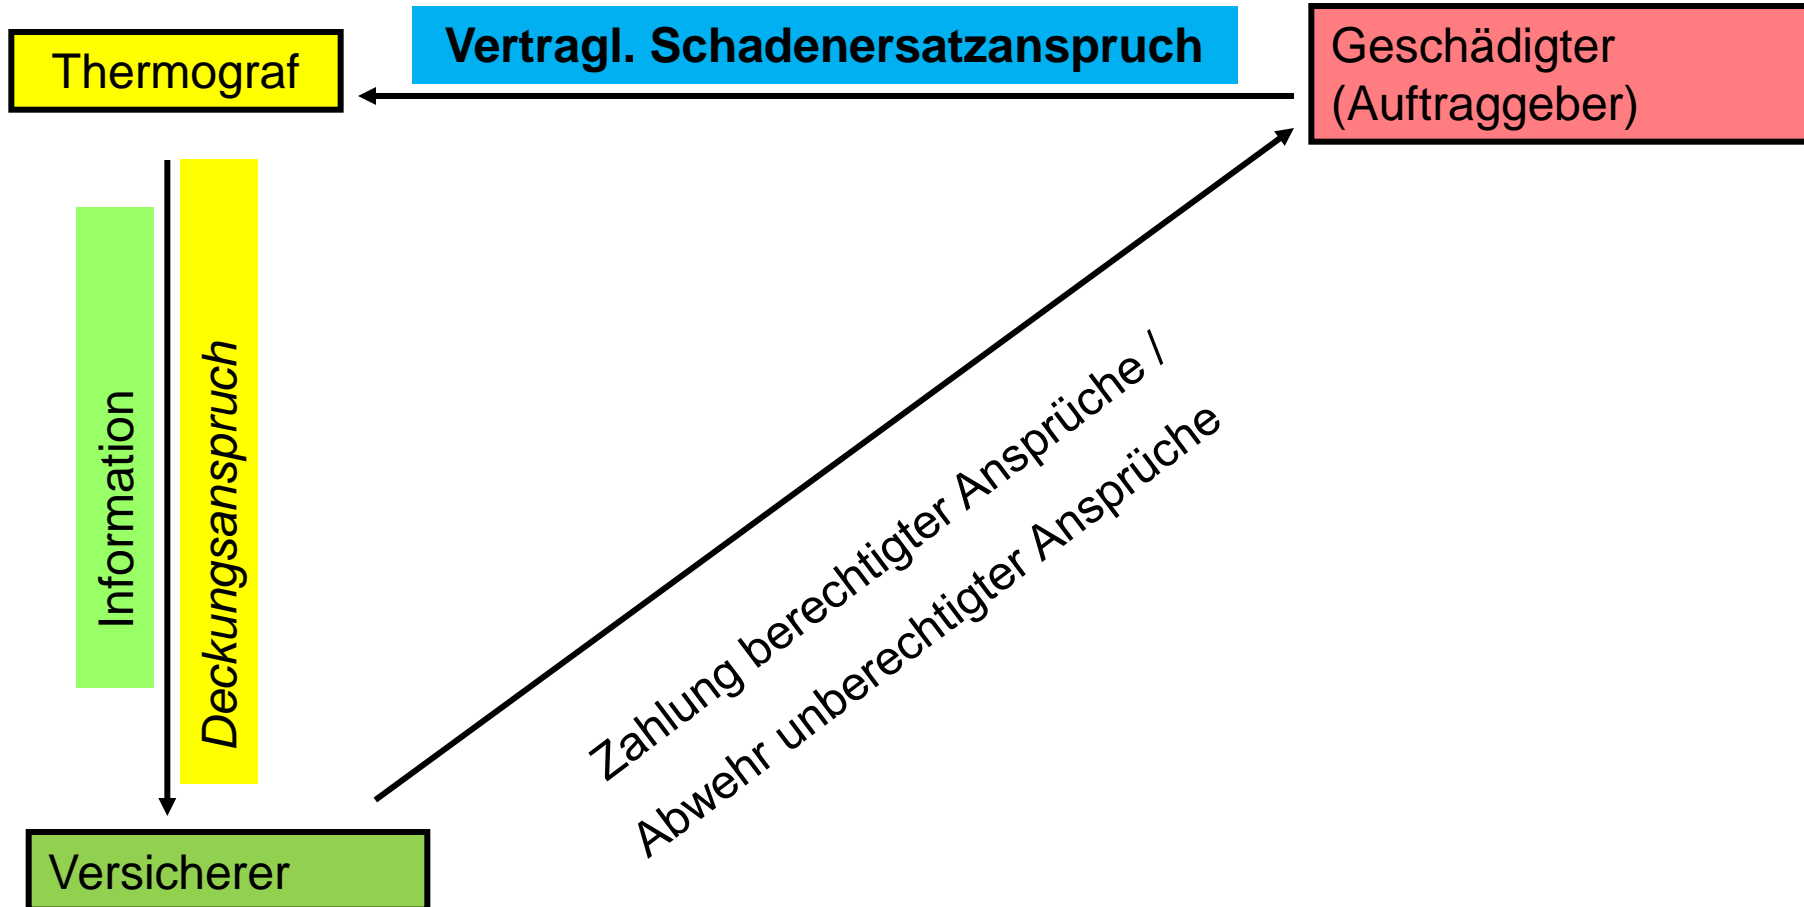 Thermograf
Vertragl. Schadenersatzanspruch
Geschädigter
(Auftraggeber)
Information
Deckungsanspruch
Zahlung berechtigter Ansprüche /
Abwehr unberechtigter Ansprüche
Versicherer